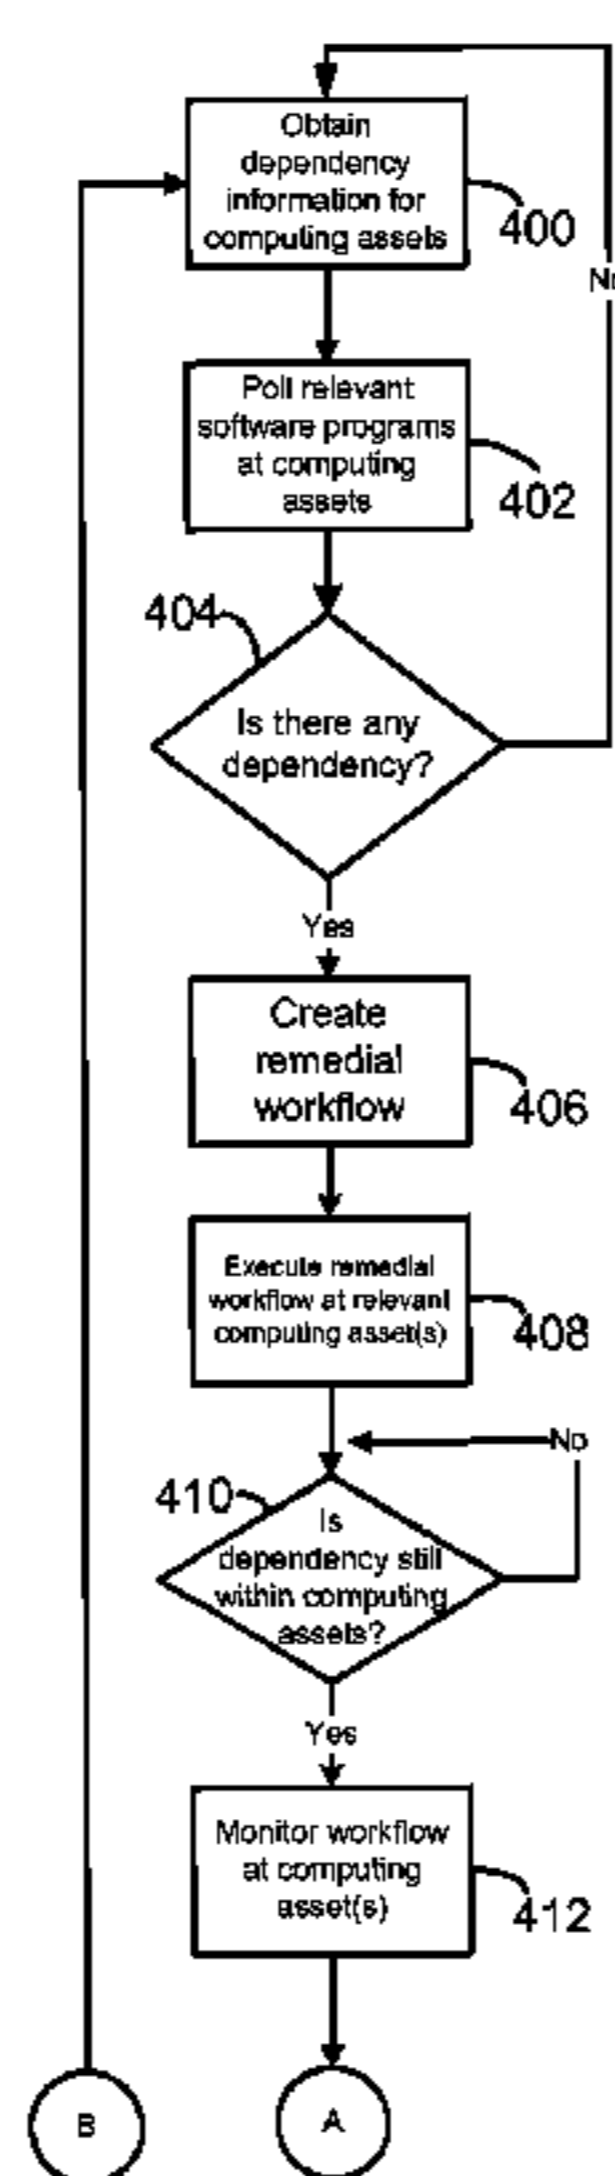 Obtain
dependency
information for
computing assets
400
No
Poll relevant
software programs
at computing
assets
402
404
Is there any
dependency?
Yes
Create
remedial
workflow
406
Execute remedial
workflow at relevant
computing asset(s)
408
No
410
Is
dependency still
within computing
assets?
Yes
Monitor workflow
at computing
asset(s)
412
B
A